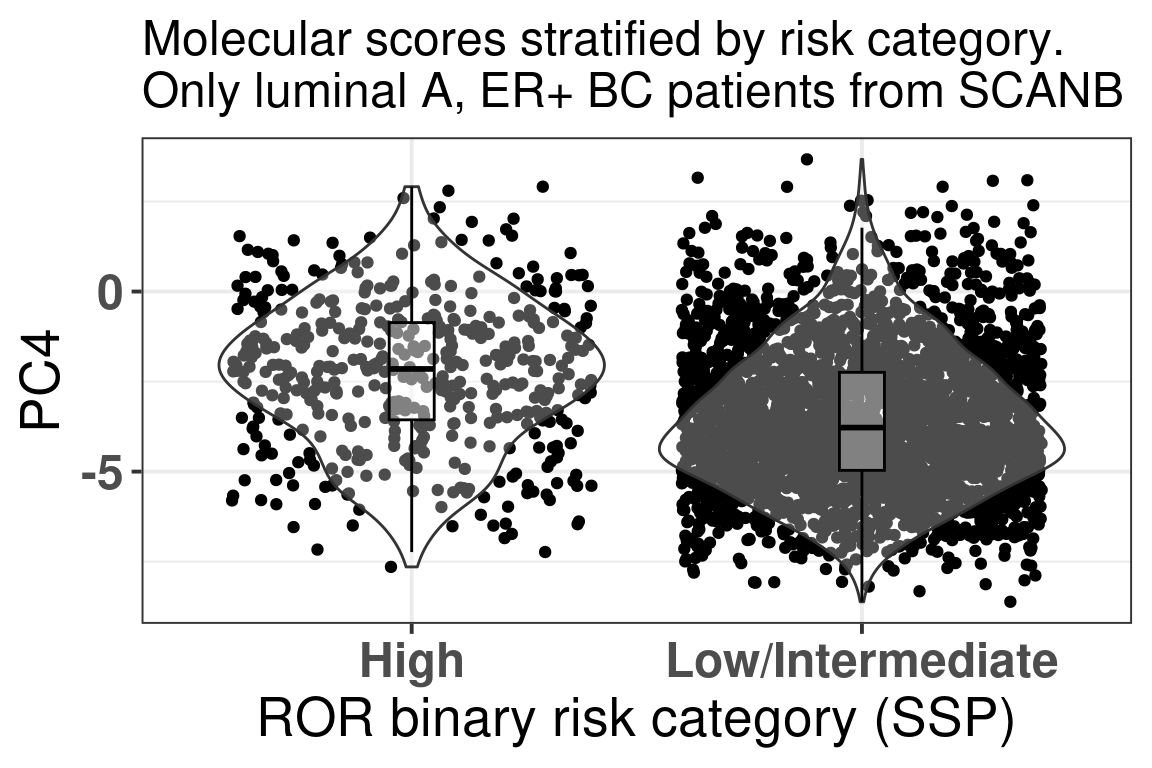 Molecular scores stratified by risk category.
Only luminal A, ER+ BC patients from SCANB
PC4
0
-5
High
Low/Intermediate
ROR binary risk category (SSP)